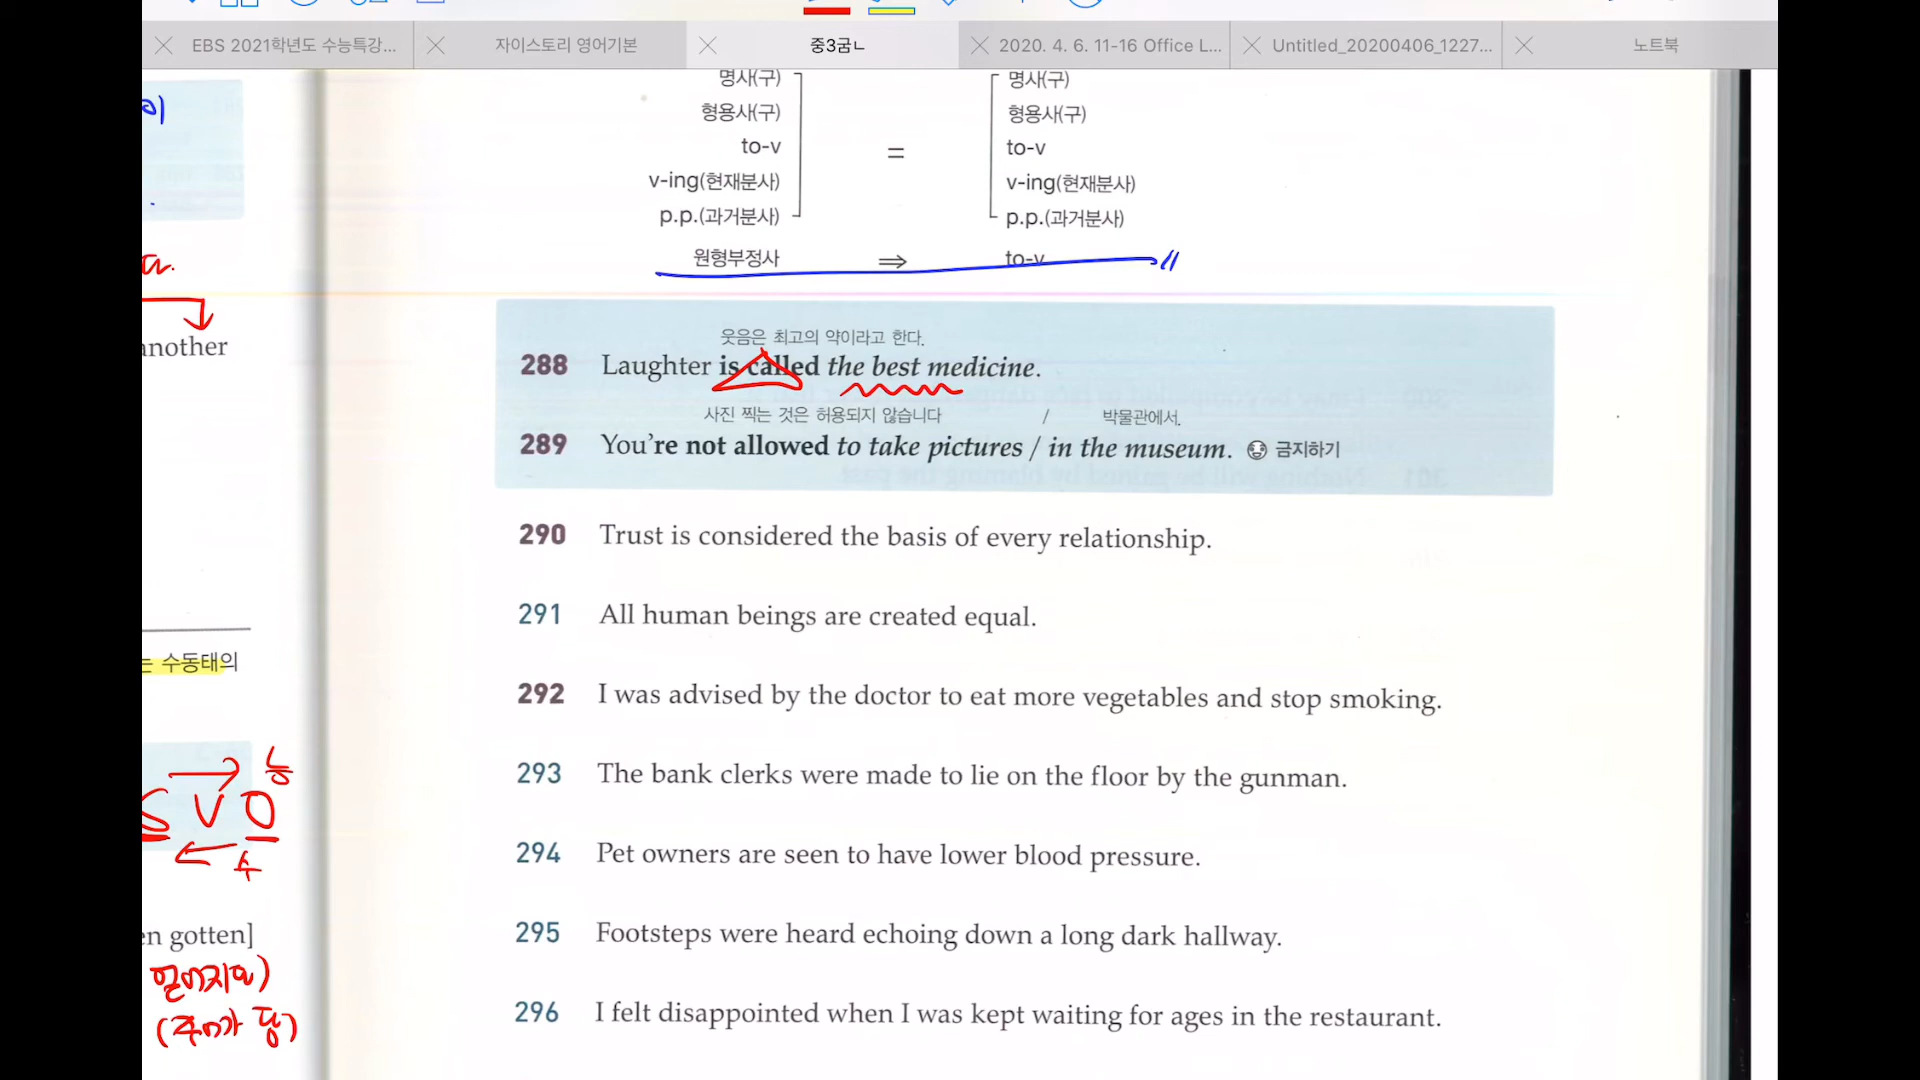 EBS 2021학년도 수능특강...
자이스토리 영어기본
중3굼ㄴ
2020. 4. 6. 11-16 Office L...
Untitled_20200406_1227...
노트북
명사(구) 명사(구)
형용사(구) 형용사(구)
to-v = to-v
v-ing(현재분사) v-ing(현재분사)
p.p.(과거분사) p.p.(과거분사)
원형부정사 ⇒ to-v
another
웃음은 최고의 약이라고 한다.
288 Laughter is called the best medicine.
사진 찍는 것은 허용되지 않습니다 / 박물관에서.
289 You're not allowed to take pictures / in the museum. 금지하기
290 Trust is considered the basis of every relationship.
291 All human beings are created equal.
는 수동태의
292 I was advised by the doctor to eat more vegetables and stop smoking.
293 The bank clerks were made to lie on the floor by the gunman.
능
S V O
수
294 Pet owners are seen to have lower blood pressure.
en gotten]
295 Footsteps were heard echoing down a long dark hallway.
296 I felt disappointed when I was kept waiting for ages in the restaurant.